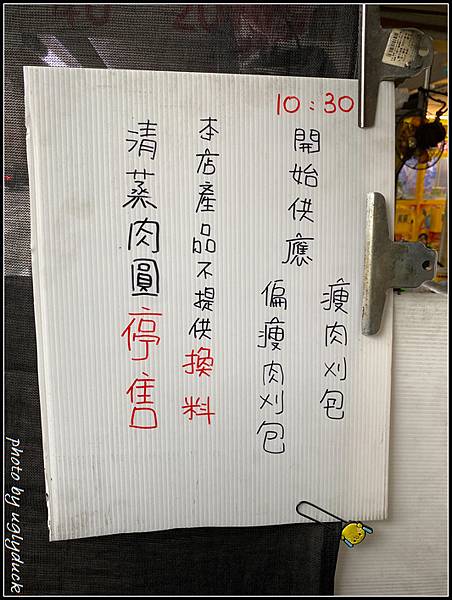 10:30
開始供應
瘦肉刈包
偏瘦肉刈包
本店產品不提供換料
清蒸肉圓停售
photo by uglyduck